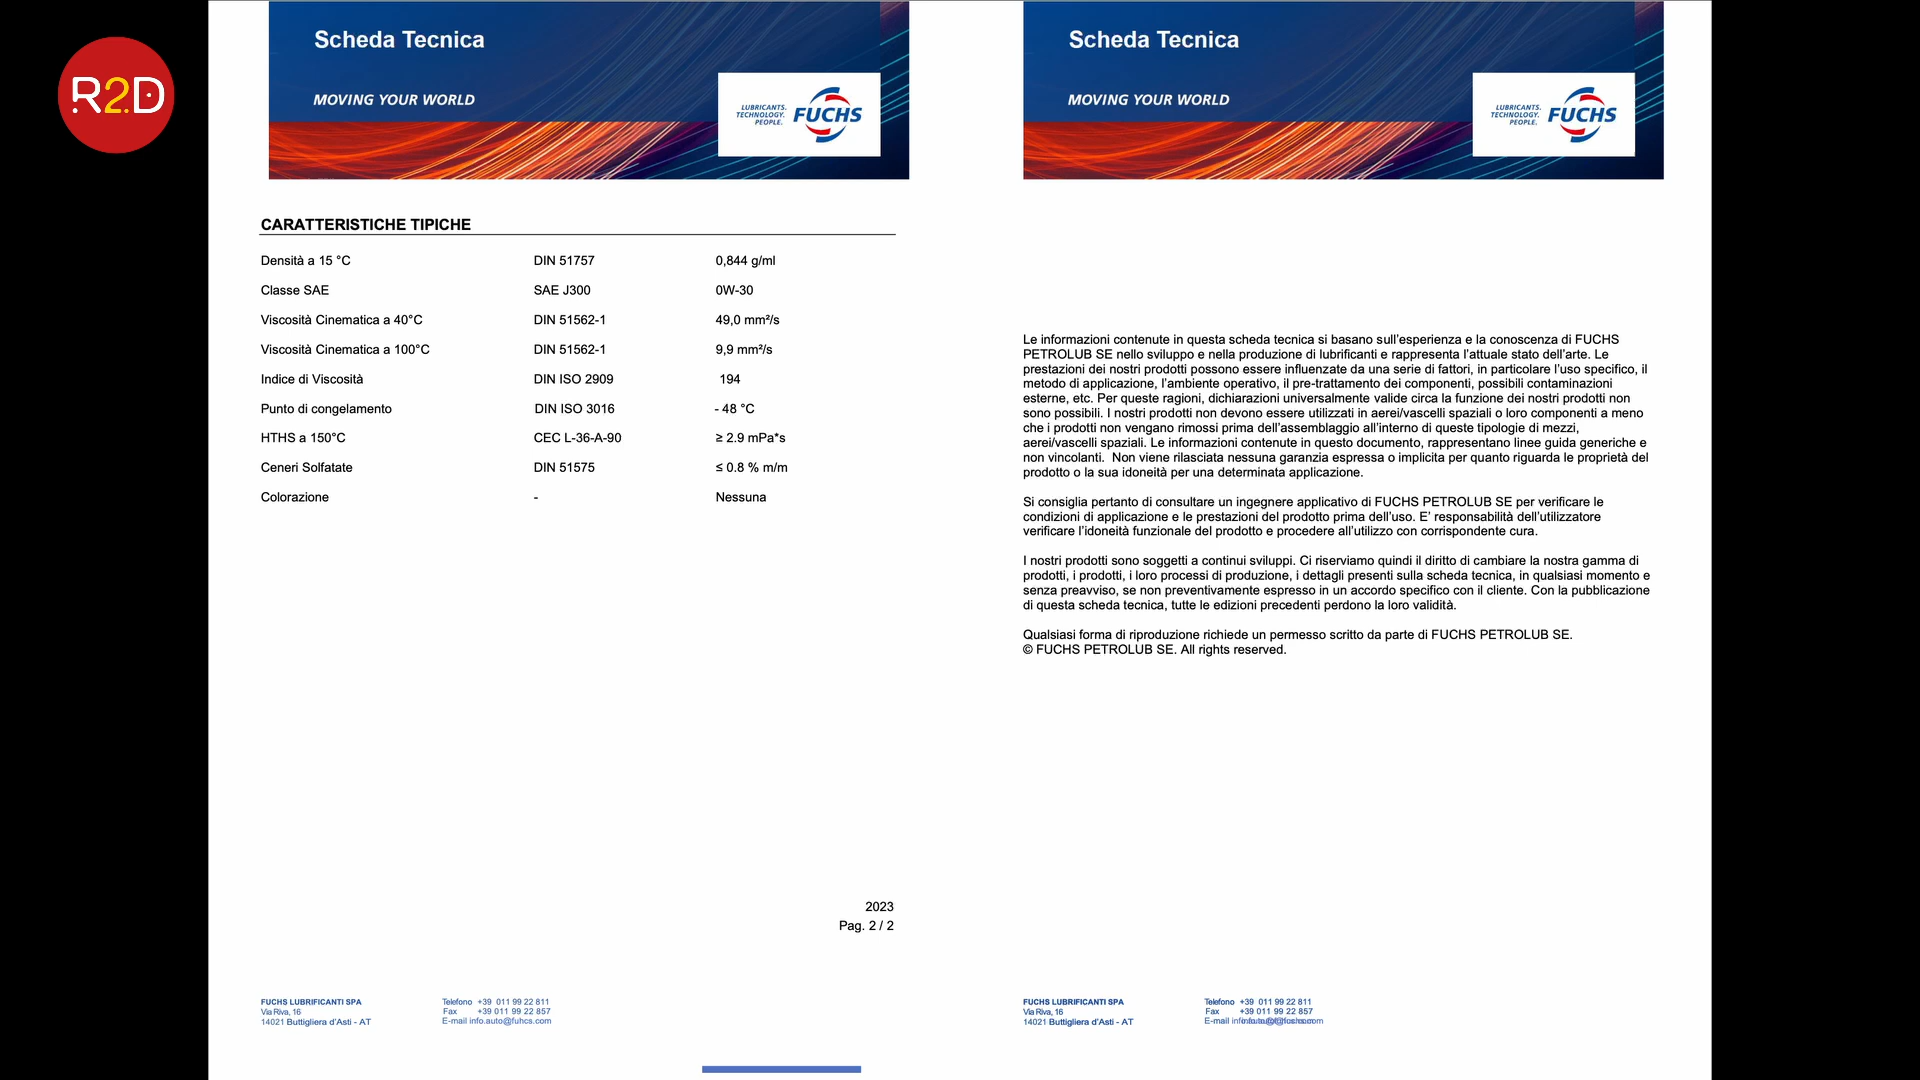 R2D
Scheda Tecnica
MOVING YOUR WORLD
LUBRICANTS.
TECHNOLOGY.
PEOPLE.
FUCHS
CARATTERISTICHE TIPICHE
Densità a 15 °C DIN 51757 0,844 g/ml
Classe SAE SAE J300 0W-30
Viscosità Cinematica a 40°C DIN 51562-1 49,0 mm²/s
Viscosità Cinematica a 100°C DIN 51562-1 9,9 mm²/s
Indice di Viscosità DIN ISO 2909 194
Punto di congelamento DIN ISO 3016 - 48 °C
HTHS a 150°C CEC L-36-A-90 ≥ 2.9 mPa*s
Ceneri Solfatate DIN 51575 ≤ 0.8 % m/m
Colorazione - Nessuna
2023
Pag. 2 / 2
FUCHS LUBRIFICANTI SPA Telefono +39 011 99 22 811
Via Riva, 16 Fax +39 011 99 22 857
14021 Buttigliera d'Asti - AT E-mail info.auto@fuhcs.com
Scheda Tecnica
MOVING YOUR WORLD
LUBRICANTS.
TECHNOLOGY.
PEOPLE.
FUCHS
Le informazioni contenute in questa scheda tecnica si basano sull'esperienza e la conoscenza di FUCHS
PETROLUB SE nello sviluppo e nella produzione di lubrificanti e rappresenta l'attuale stato dell'arte. Le
prestazioni dei nostri prodotti possono essere influenzate da una serie di fattori, in particolare l'uso specifico, il
metodo di applicazione, l'ambiente operativo, il pre-trattamento dei componenti, possibili contaminazioni
esterne, etc. Per queste ragioni, dichiarazioni universalmente valide circa la funzione dei nostri prodotti non
sono possibili. I nostri prodotti non devono essere utilizzati in aerei/vascelli spaziali o loro componenti a meno
che i prodotti non vengano rimossi prima dell'assemblaggio all'interno di queste tipologie di mezzi,
aerei/vascelli spaziali. Le informazioni contenute in questo documento, rappresentano linee guida generiche e
non vincolanti. Non viene rilasciata nessuna garanzia espressa o implicita per quanto riguarda le proprietà del
prodotto o la sua idoneità per una determinata applicazione.
Si consiglia pertanto di consultare un ingegnere applicativo di FUCHS PETROLUB SE per verificare le
condizioni di applicazione e le prestazioni del prodotto prima dell'uso. E' responsabilità dell'utilizzatore
verificare l'idoneità funzionale del prodotto e procedere all'utilizzo con corrispondente cura.
I nostri prodotti sono soggetti a continui sviluppi. Ci riserviamo quindi il diritto di cambiare la nostra gamma di
prodotti, i prodotti, i loro processi di produzione, i dettagli presenti sulla scheda tecnica, in qualsiasi momento e
senza preavviso, se non preventivamente espresso in un accordo specifico con il cliente. Con la pubblicazione
di questa scheda tecnica, tutte le edizioni precedenti perdono la loro validità.
Qualsiasi forma di riproduzione richiede un permesso scritto da parte di FUCHS PETROLUB SE.
© FUCHS PETROLUB SE. All rights reserved.
FUCHS LUBRIFICANTI SPA Telefono +39 011 99 22 811
Via Riva, 16 Fax +39 011 99 22 857
14021 Buttigliera d'Asti - AT E-mail